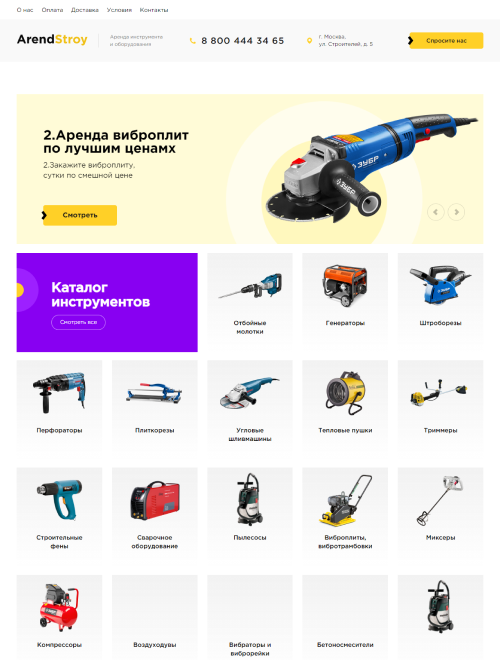 О нас Оплата Доставка Условия Контакты
ArendStroy
Аренда инструмента
и оборудования
8 800 444 34 65
г. Москва,
ул. Строителей, д. 5
Спросите нас
2.Аренда виброплит
по лучшим ценамх
2.Закажите виброплиту,
сутки по смешной цене
Смотреть
ЗУБР
ЗУБР
Каталог
инструментов
Смотреть все
Отбойные
молотки
Генераторы
Штроборезы
Перфораторы
Плиткорезы
Угловые
шливмашины
Тепловые пушки
Триммеры
Строительные
фены
Сварочное
оборудование
Пылесосы
Виброплиты,
вибротрамбовки
Миксеры
Компрессоры
Воздуходувы
Вибраторы и
виброрейки
Бетоносмесители